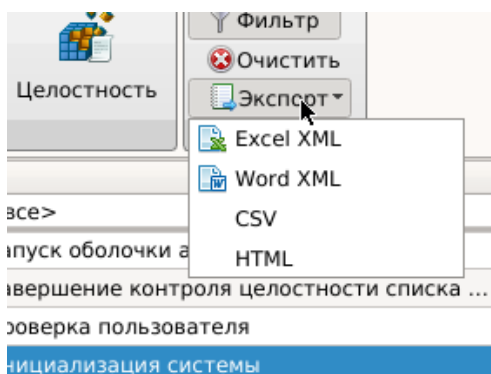 Фильтр
Очистить
Целостность
Экспорт
Excel XML
Word XML
CSV
HTML
все>
апуск оболочки а
авершение контроля целостности списка ...
роверка пользователя
нициализация системы